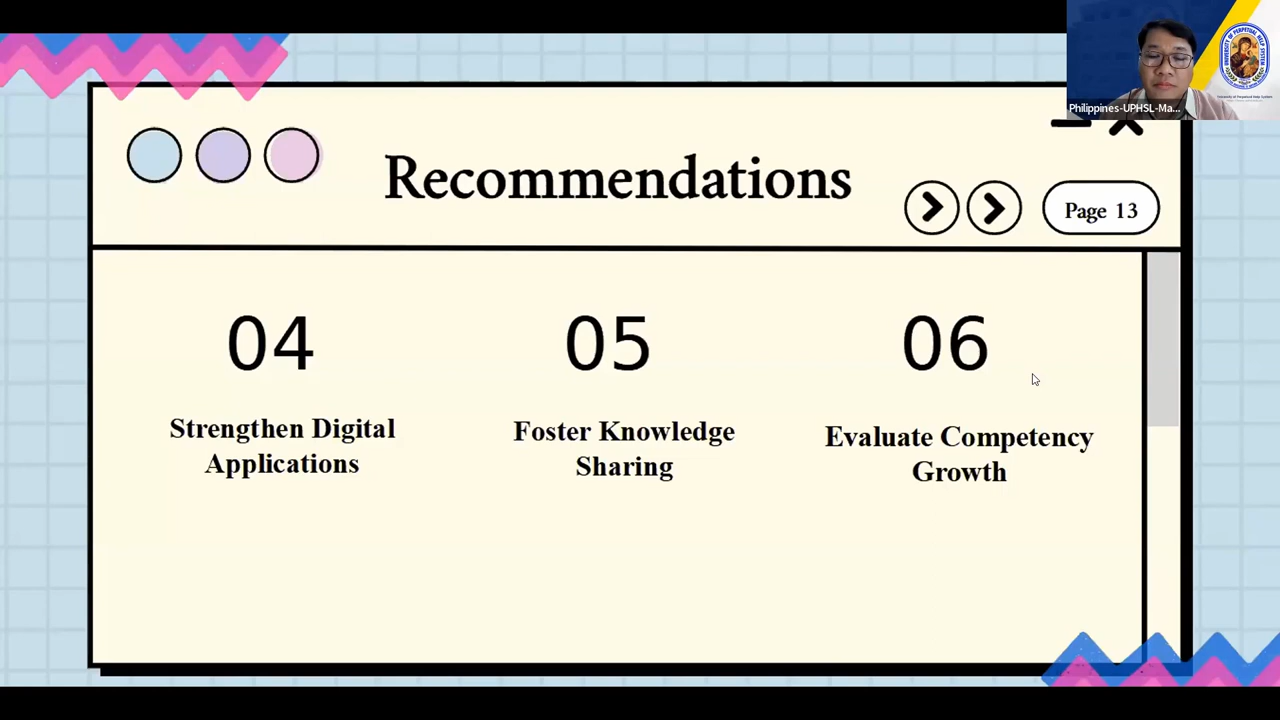 Philippines-UPHSL-Ma...
Recommendations
Page 13
04
05
06
Strengthen Digital
Applications
Foster Knowledge
Sharing
Evaluate Competency
Growth